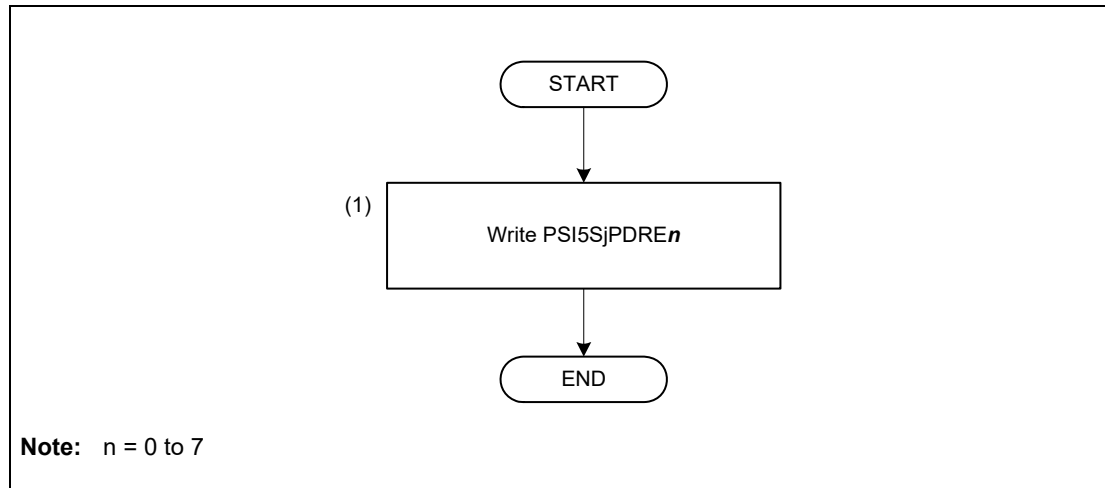 START
(1)
Write PSI5SjPDREn
END
Note: n = 0 to 7